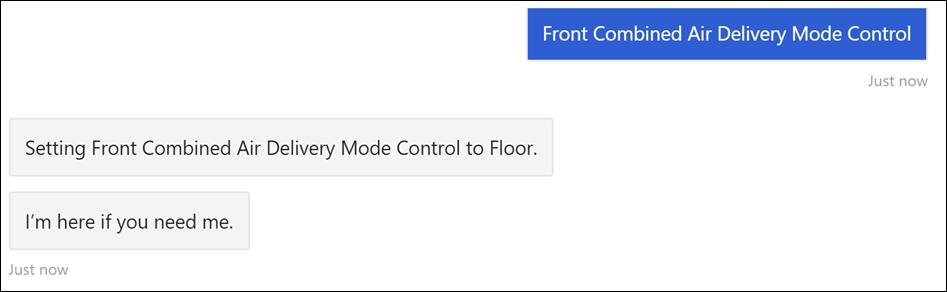 Front Combined Air Delivery Mode Control
Just now
Setting Front Combined Air Delivery Mode Control to Floor.
I’m here if you need me.
Just now